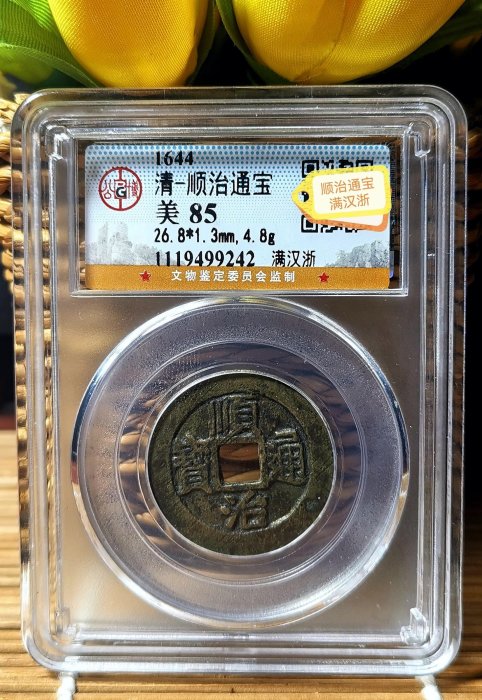 1644
清-顺治通宝
美 85
26.8*1.3mm,4.8g
1119499242 满汉浙
文物鉴定委员会监制
顺治通宝
满汉浙
公 G 博
順治通寶